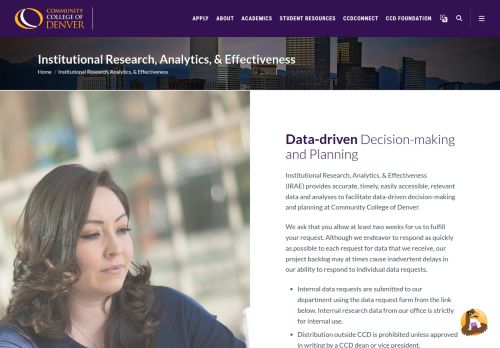 COMMUNITY
COLLEGE OF
DENVER
APPLY ABOUT ACADEMICS STUDENT RESOURCES CCDCONNECT CCD FOUNDATION
Institutional Research, Analytics, & Effectiveness
Home / Institutional Research, Analytics, & Effectiveness
Data-driven Decision-making
and Planning
Institutional Research, Analytics, & Effectiveness
(IRAE) provides accurate, timely, easily accessible, relevant
data and analyses to facilitate data-driven decision-making
and planning at Community College of Denver.
We ask that you allow at least two weeks for us to fulfill
your request. Although we endeavor to respond as quickly
as possible to each request for data that we receive, our
project backlog may at times cause inadvertent delays in
our ability to respond to individual data requests.
• Internal data requests are submitted to our
department using the data request form from the link
below. Internal research data from our office is strictly
for internal use.
• Distribution outside CCD is prohibited unless approved
in writing by a CCD dean or vice president.